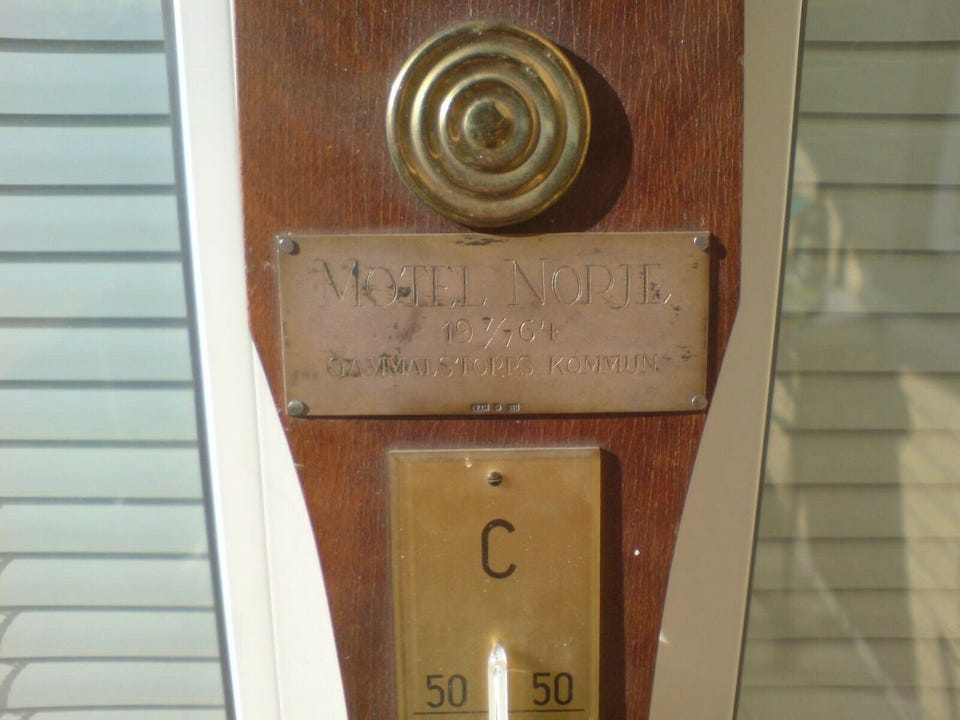 MOTEL NORJE
19 7/7 64
GAMMALSTORPS KOMMUN
C
50 50